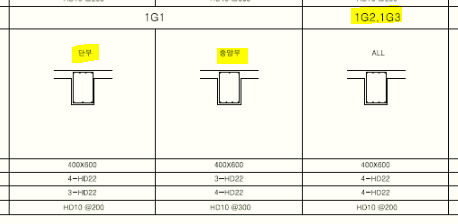 1G1 1G2,1G3
단부 중앙부 ALL
400X600 400X600 400X600
4-HD22 3-HD22 4-HD22
3-HD22 4-HD22 4-HD22
HD10 @200 HD10 @300 HD10 @200